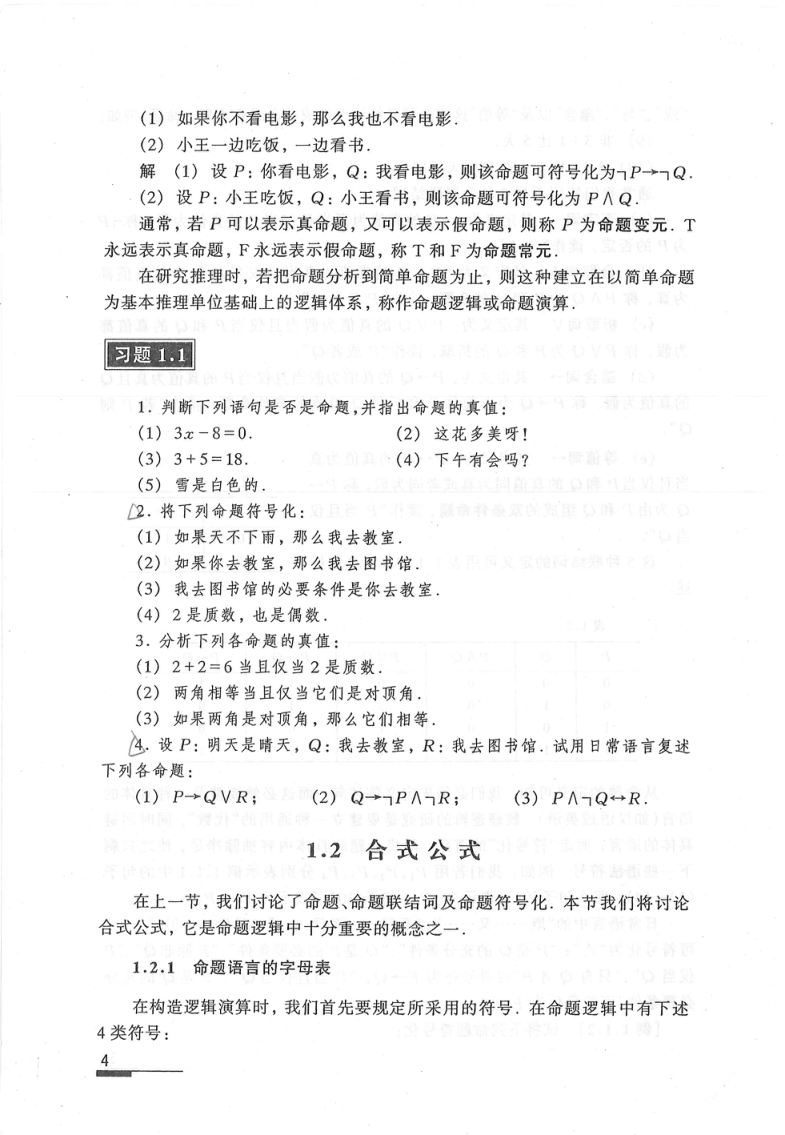 (1) 如果你不看电影，那么我也不看电影．
(2) 小王一边吃饭，一边看书．
解 (1) 设 P：你看电影，Q：我看电影，则该命题可符号化为┐P→┐Q．
(2) 设 P：小王吃饭，Q：小王看书，则该命题可符号化为 P∧Q．
通常，若 P 可以表示真命题，又可以表示假命题，则称 P 为命题变元．T
永远表示真命题，F 永远表示假命题，称 T 和 F 为命题常元．
在研究推理时，若把命题分析到简单命题为止，则这种建立在以简单命题
为基本推理单位基础上的逻辑体系，称作命题逻辑或命题演算．
习题 1.1
1．判断下列语句是否是命题，并指出命题的真值：
(1) 3x－8＝0． (2) 这花多美呀！
(3) 3＋5＝18． (4) 下午有会吗？
(5) 雪是白色的．
2．将下列命题符号化：
(1) 如果天不下雨，那么我去教室．
(2) 如果你去教室，那么我去图书馆．
(3) 我去图书馆的必要条件是你去教室．
(4) 2 是质数，也是偶数．
3．分析下列各命题的真值：
(1) 2＋2＝6 当且仅当 2 是质数．
(2) 两角相等当且仅当它们是对顶角．
(3) 如果两角是对顶角，那么它们相等．
4．设 P：明天是晴天，Q：我去教室，R：我去图书馆．试用日常语言复述
下列各命题：
(1) P→Q∨R； (2) Q→┐P∧┐R； (3) P∧┐Q↔R．
1.2 合式公式
在上一节，我们讨论了命题、命题联结词及命题符号化．本节我们将讨论
合式公式，它是命题逻辑中十分重要的概念之一．
1.2.1 命题语言的字母表
在构造逻辑演算时，我们首先要规定所采用的符号．在命题逻辑中有下述
4 类符号：
4